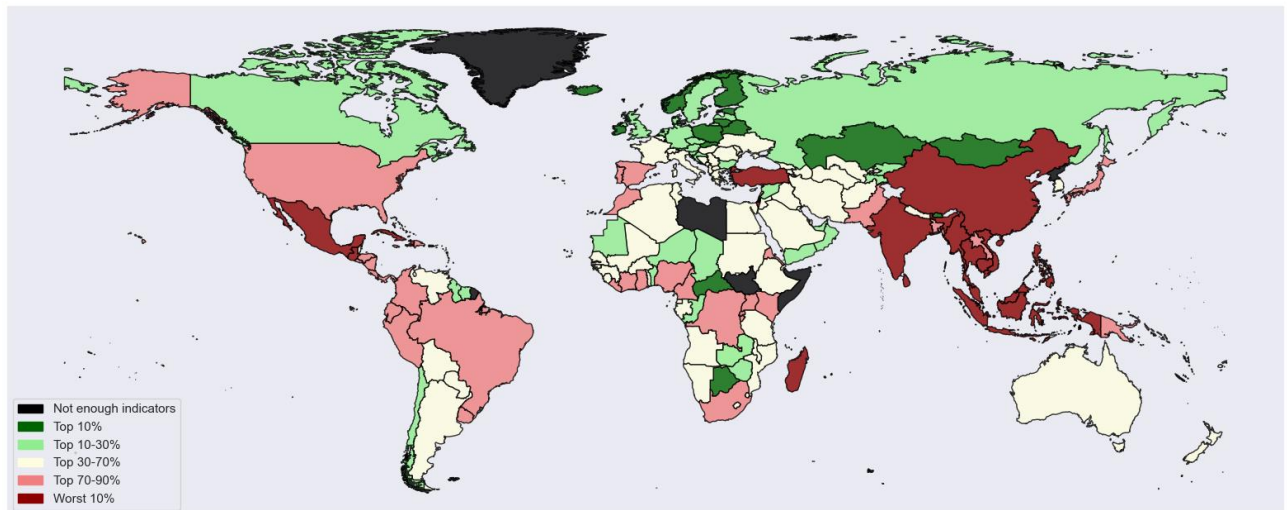 Not enough indicators
Top 10%
Top 10-30%
Top 30-70%
Top 70-90%
Worst 10%